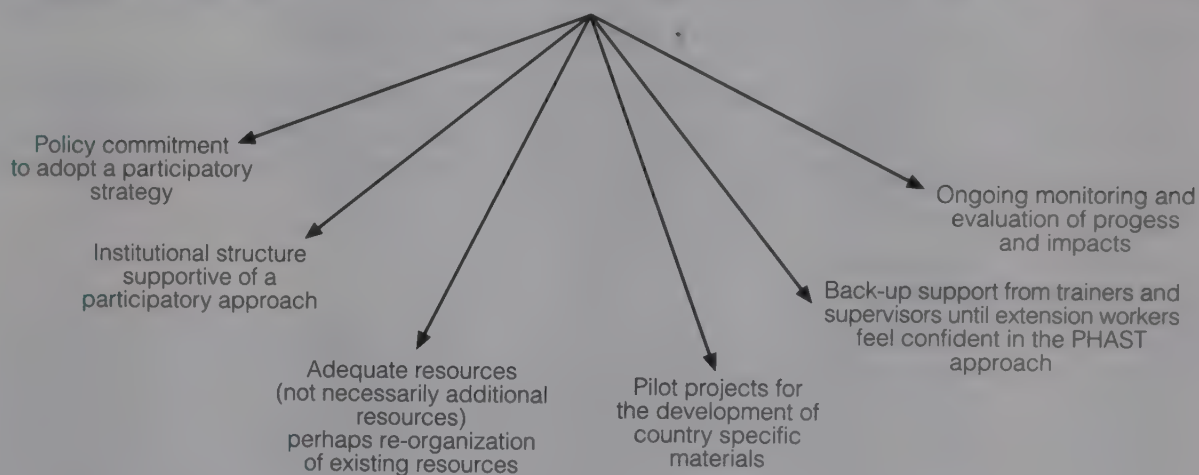 Policy commitment
to adopt a participatory
strategy
Institutional structure
supportive of a
participatory approach
Adequate resources
(not necessarily additional
resources)
perhaps re-organization
of existing resources
Pilot projects for
the development of
country specific
materials
Back-up support from trainers and
supervisors until extension workers
feel confident in the PHAST
approach
Ongoing monitoring and
evaluation of progess
and impacts